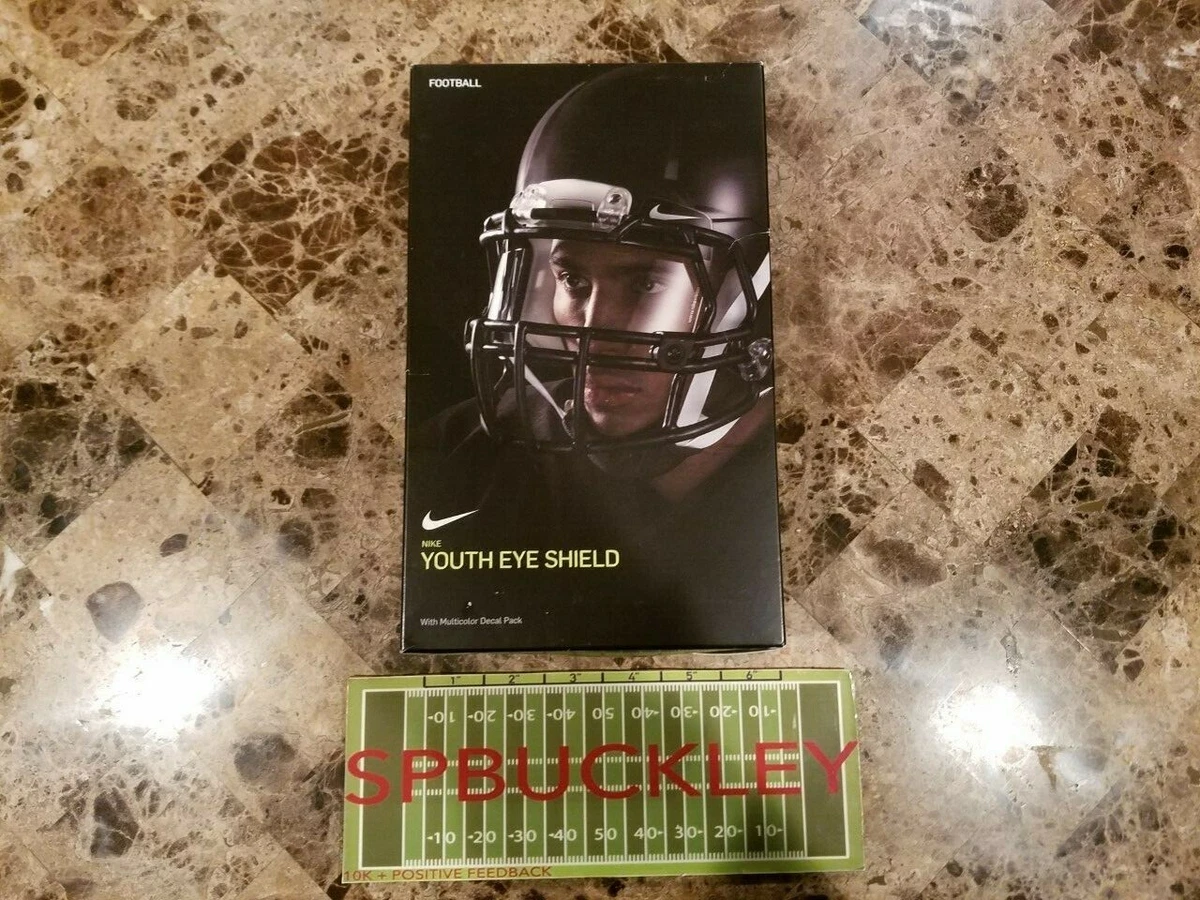 FOOTBALL
NIKE
YOUTH EYE SHIELD
With Multicolor Decal Pack
1" 2" 3" 4" 5" 6"
-10 -20 -30 -40 50 40- 30- 20- 10-
SPBUCKLEY
-10 -20 -30 -40 50 40- 30- 20- 10-
10K + POSITIVE FEEDBACK